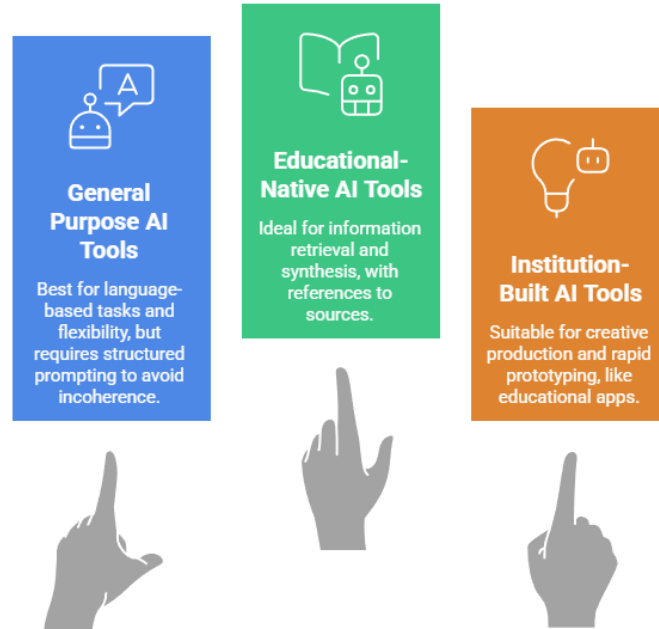 A
General
Purpose AI
Tools
Best for language-
based tasks and
flexibility, but
requires structured
prompting to avoid
incoherence.
Educational-
Native AI Tools
Ideal for information
retrieval and
synthesis, with
references to
sources.
Institution-
Built AI Tools
Suitable for creative
production and rapid
prototyping, like
educational apps.